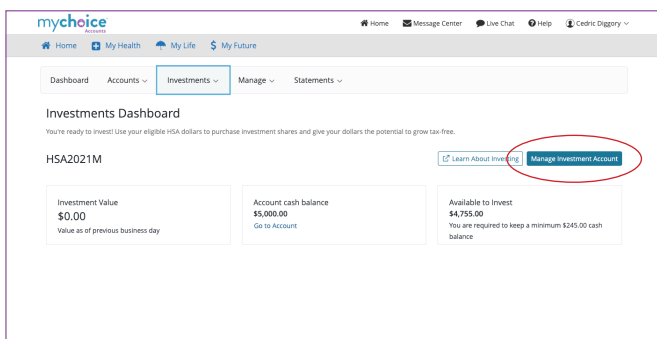 mychoice
Accounts
Home Message Center Live Chat Help Cedric Diggory
Home My Health My Life $ My Future
Dashboard Accounts Investments Manage Statements
Investments Dashboard
You're ready to invest! Use your eligible HSA dollars to purchase investment shares and give your dollars the potential to grow tax-free.
HSA2021M
Learn About Investing Manage Investment Account
Investment Value
$0.00
Value as of previous business day
Account cash balance
$5,000.00
Go to Account
Available to Invest
$4,755.00
You are required to keep a minimum $245.00 cash
balance